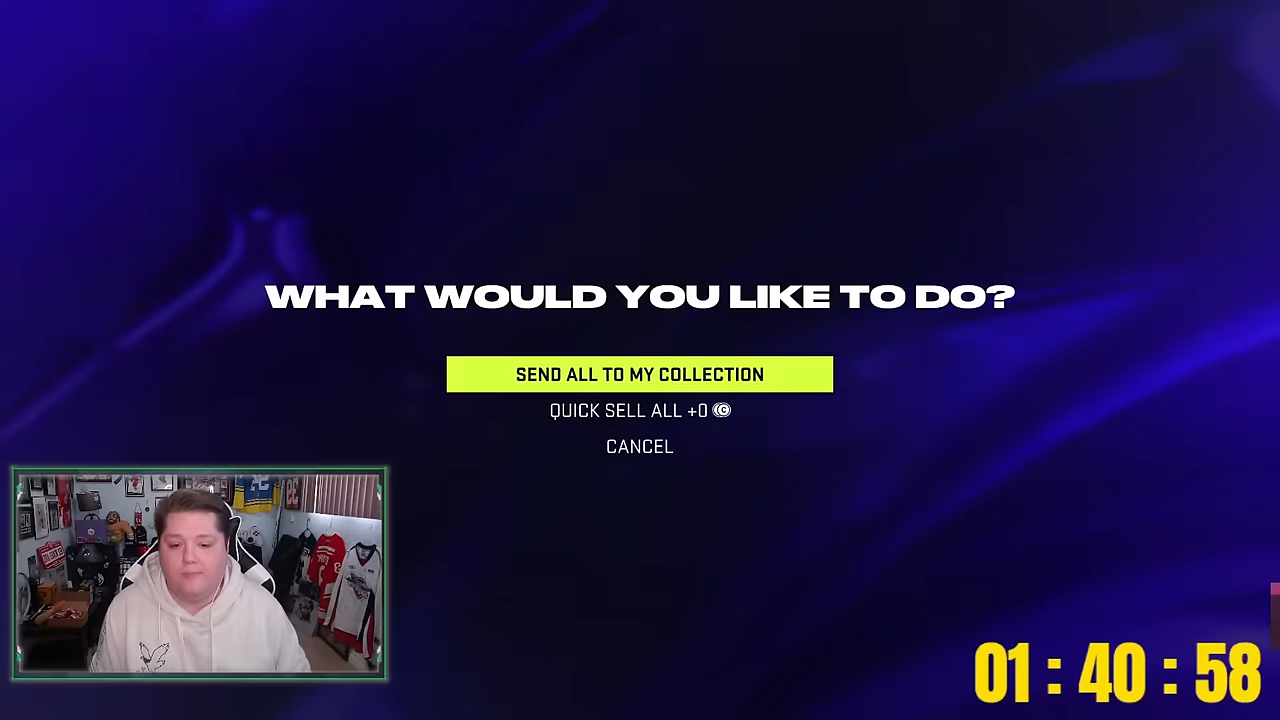 WHAT WOULD YOU LIKE TO DO?
SEND ALL TO MY COLLECTION
QUICK SELL ALL +0
CANCEL
01 : 40 : 58